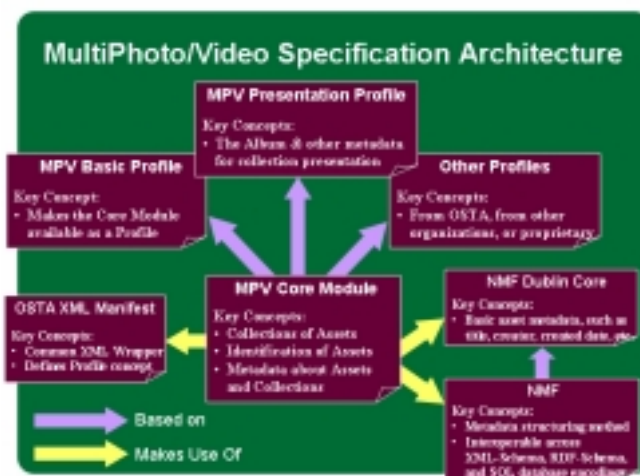 MultiPhoto/Video Specification Architecture
MPV Presentation Profile
Key Concepts:
• The Album & other metadata
for collection presentation
MPV Basic Profile
Key Concept:
• Makes the Core Module
available as a Profile
Other Profiles
Key Concepts:
• From OSTA, from other
organizations, or proprietary
MPV Core Module
Key Concepts:
• Collections of Assets
• Identification of Assets
• Metadata about Assets
and Collections
OSTA XML Manifest
Key Concepts:
• Common XML Wrapper
• Defines Profile concept
NMF Dublin Core
Key Concepts:
• Basic asset metadata, such as
title, creator, created date, etc.
NMF
Key Concepts:
• Metadata structuring method
• Interoperable across
XML-Schema, RDF-Schema,
and SQL database encodings
Based on
Makes Use Of